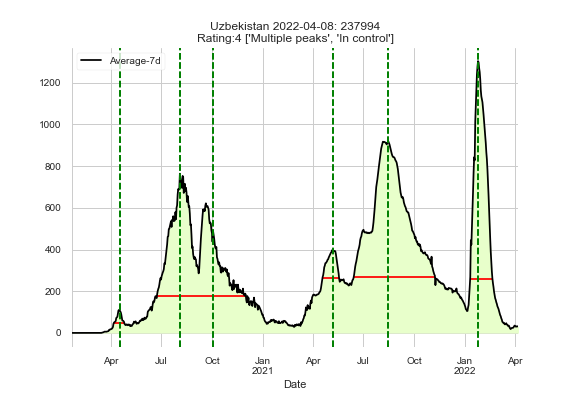 Uzbekistan 2022-04-08: 237994
Rating:4 ['Multiple peaks', 'In control']
Average-7d
1200
1000
800
600
400
200
0
Apr Jul Oct Jan Apr Jul Oct Jan Apr
2021 2022
Date